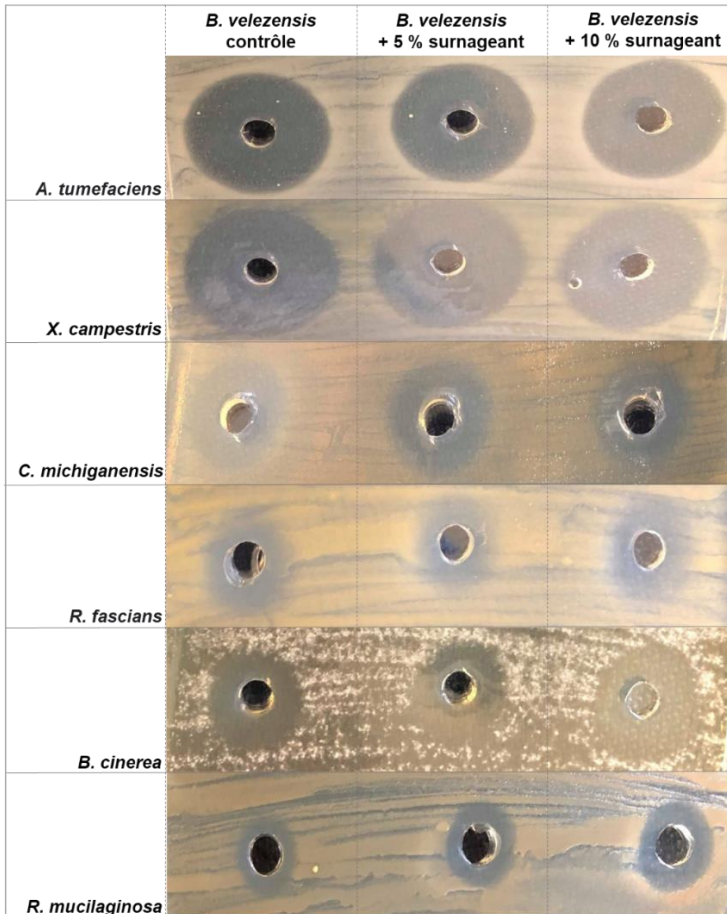 B. velezensis
contrôle
B. velezensis
+ 5 % surnageant
B. velezensis
+ 10 % surnageant
A. tumefaciens
X. campestris
C. michiganensis
R. fascians
B. cinerea
R. mucilaginosa